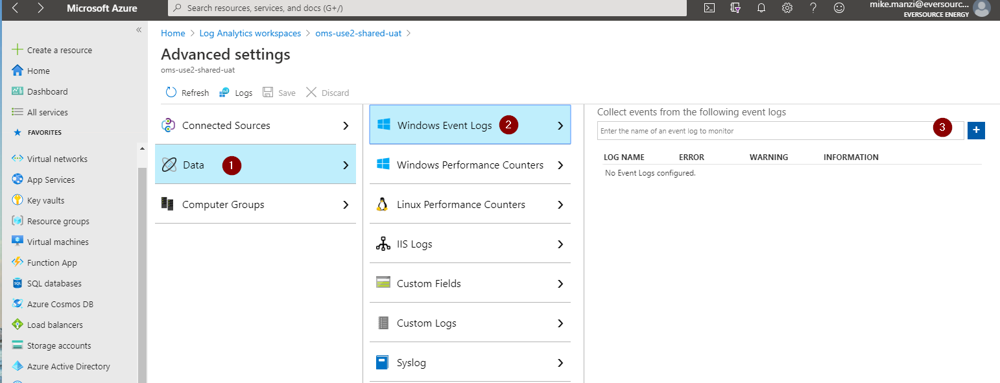 Microsoft Azure
Search resources, services, and docs (G+/)
mike.manzi@eversourc...
EVERSOURCE ENERGY
«
Create a resource
Home
Dashboard
All services
FAVORITES
Virtual networks
App Services
Key vaults
Resource groups
Virtual machines
Function App
SQL databases
Azure Cosmos DB
Load balancers
Storage accounts
Azure Active Directory
Home > Log Analytics workspaces > oms-use2-shared-uat >
Advanced settings
oms-use2-shared-uat
Refresh Logs Save Discard
Connected Sources
Data 1
Computer Groups
Windows Event Logs 2
Windows Performance Counters
Linux Performance Counters
IIS Logs
Custom Fields
Custom Logs
Syslog
Collect events from the following event logs
Enter the name of an event log to monitor 3 +
LOG NAME ERROR WARNING INFORMATION
No Event Logs configured.